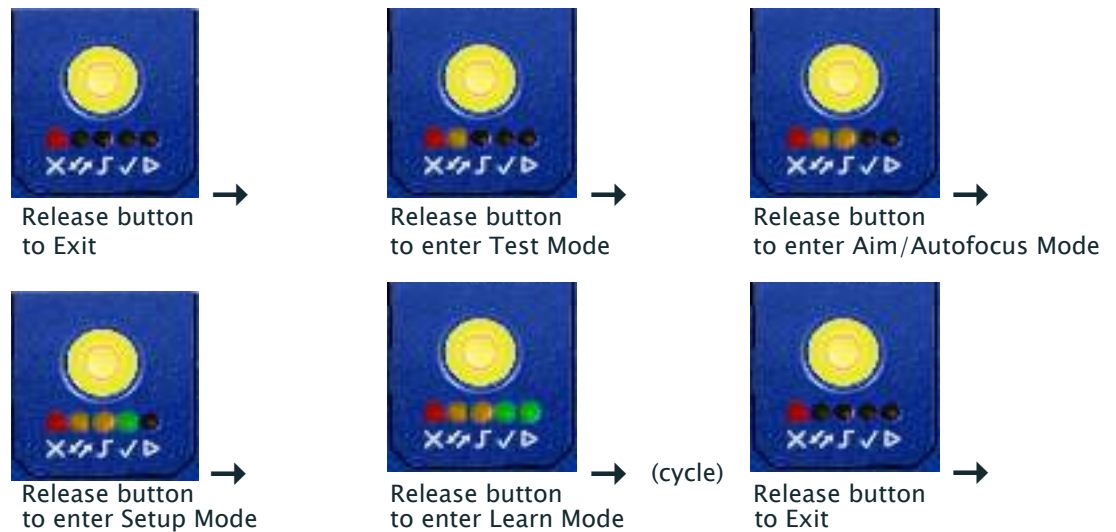 Release button
to Exit
Release button
to enter Test Mode
Release button
to enter Aim/Autofocus Mode
Release button
to enter Setup Mode
Release button
to enter Learn Mode
(cycle)
Release button
to Exit